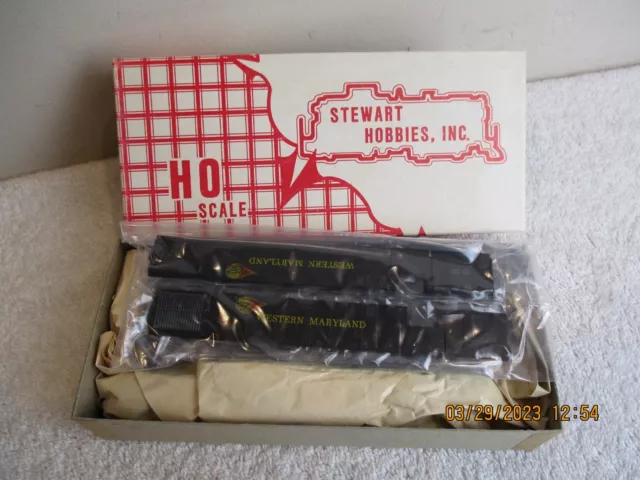 STEWART
HOBBIES, INC.
HO
SCALE
WESTERN MARYLAND
WESTERN MARYLAND
03/29/2023 12:54